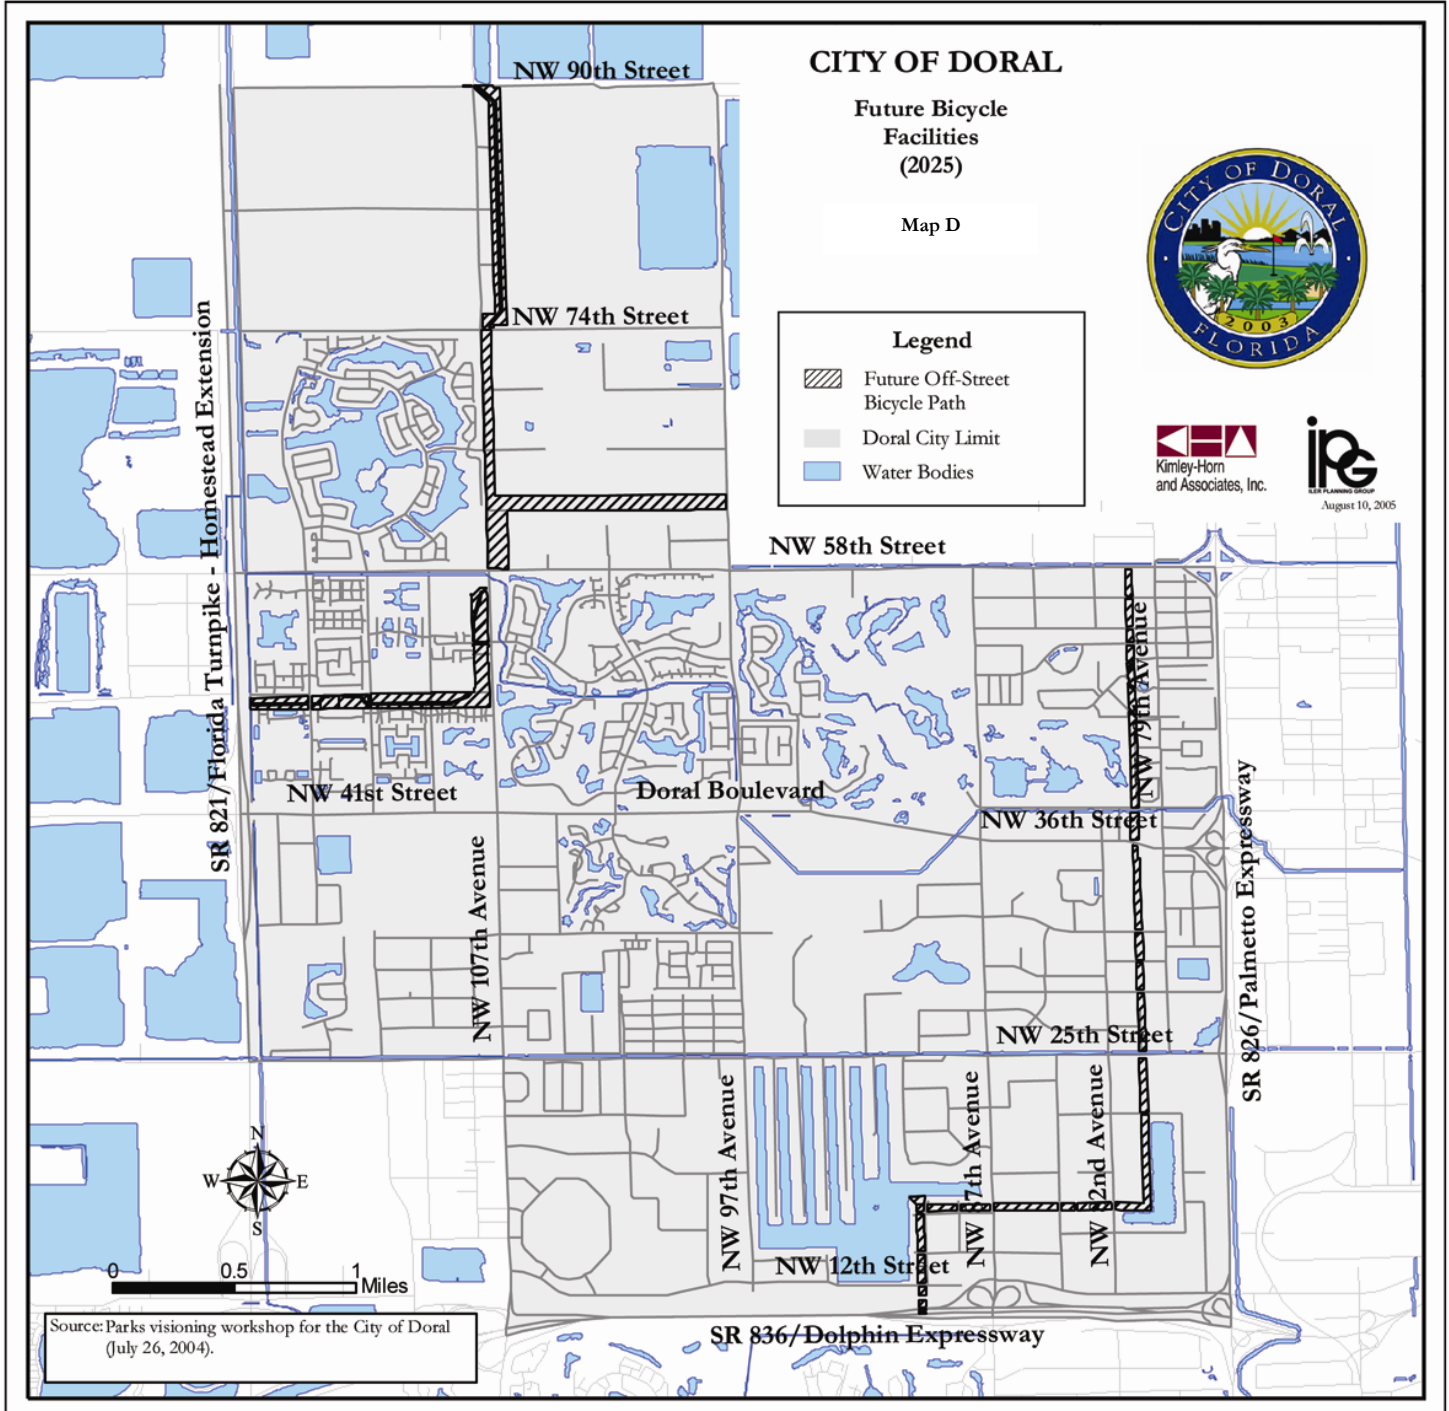 CITY OF DORAL
Future Bicycle
Facilities
(2025)
Map D
CITY OF DORAL
2003
FLORIDA
NW 90th Street
NW 74th Street
Legend
Future Off-Street
Bicycle Path
Doral City Limit
Water Bodies
Kimley-Horn
and Associates, Inc.
iPG
ILER PLANNING GROUP
August 10, 2005
SR 821/Florida Turnpike - Homestead Extension
NW 58th Street
NW 79th Avenue
NW 41st Street
Doral Boulevard
NW 36th Street
SR 826/Palmetto Expressway
NW 107th Avenue
NW 25th Street
NW 97th Avenue
NW 87th Avenue
NW 82nd Avenue
NW 12th Street
SR 836/Dolphin Expressway
N
W
E
S
0
0.5
1
Miles
Source: Parks visioning workshop for the City of Doral
(July 26, 2004).